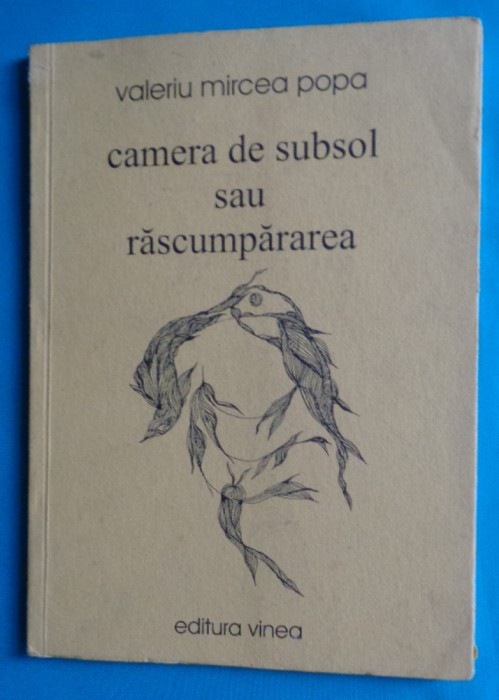 valeriu mircea popa
camera de subsol
sau
răscumpărarea
editura vinea